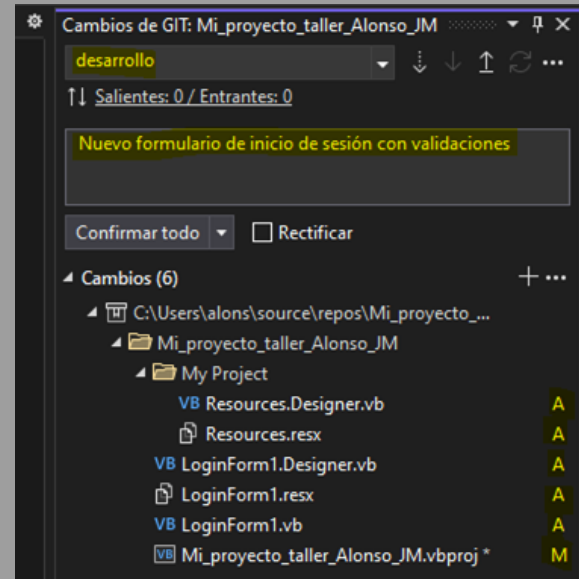 Cambios de GIT: Mi_proyecto_taller_Alonso_JM
desarrollo
Salientes: 0 / Entrantes: 0
Nuevo formulario de inicio de sesión con validaciones
Confirmar todo
Rectificar
Cambios (6)
C:\Users\alons\source\repos\Mi_proyecto_...
Mi_proyecto_taller_Alonso_JM
My Project
VB Resources.Designer.vb A
Resources.resx A
VB LoginForm1.Designer.vb A
LoginForm1.resx A
VB LoginForm1.vb A
VB Mi_proyecto_taller_Alonso_JM.vbproj * M